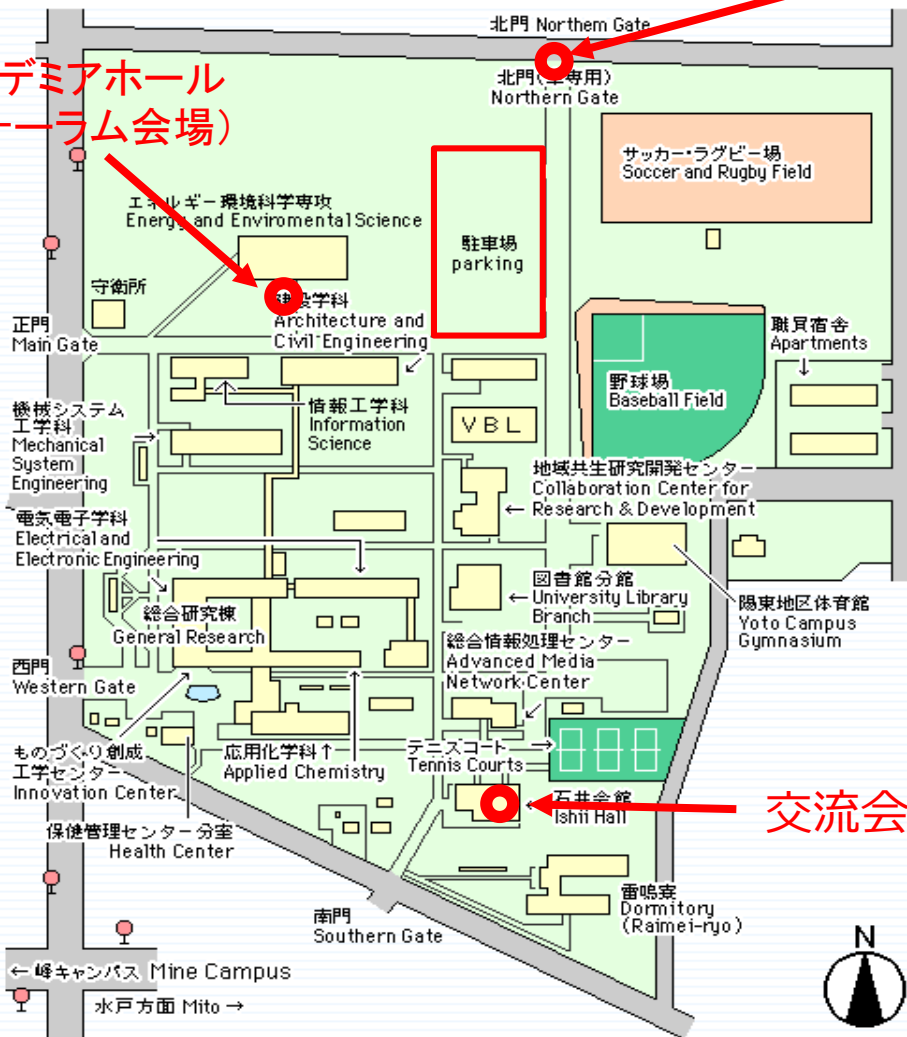 北門 Northem Gate
北門(車専用)
Northern Gate
デミアホール
ォーラム会場)
サッカー・ラグビー場
Soccer and Rugby Field
エネルギー環境科学専攻
Energy and Enviromental Science
駐車場
parking
守衛所
正門
Main Gate
建設学科
Architecture and
Civil Engineering
職員宿舎
Apartments
野球場
Baseball Field
機械システム
工学科
Mechanical
System
Engineering
情報工学科
Information
Science
VBL
地域共生研究開発センター
Collaboration Center for
← Research & Development
電気電子学科
Electrical and
Electronic Engineering
図書館分館
← University Library
Branch
陽東地区体育館
Yoto Campus
Gymnasium
総合研究棟
General Research
総合情報処理センター
Advanced Media
Network Center
西門
Western Gate
ものづくり創成
工学センター
Innovation Center
応用化学科↑
Applied Chemistry
テニスコート
Tennis Courts
← 石井会館
Ishii Hall
交流会
保健管理センター分室
Health Center
雷鳴寮
Dormitory
(Raimei-ryo)
南門
Southern Gate
N
← 峰キャンパス Mine Campus
水戸方面 Mito →